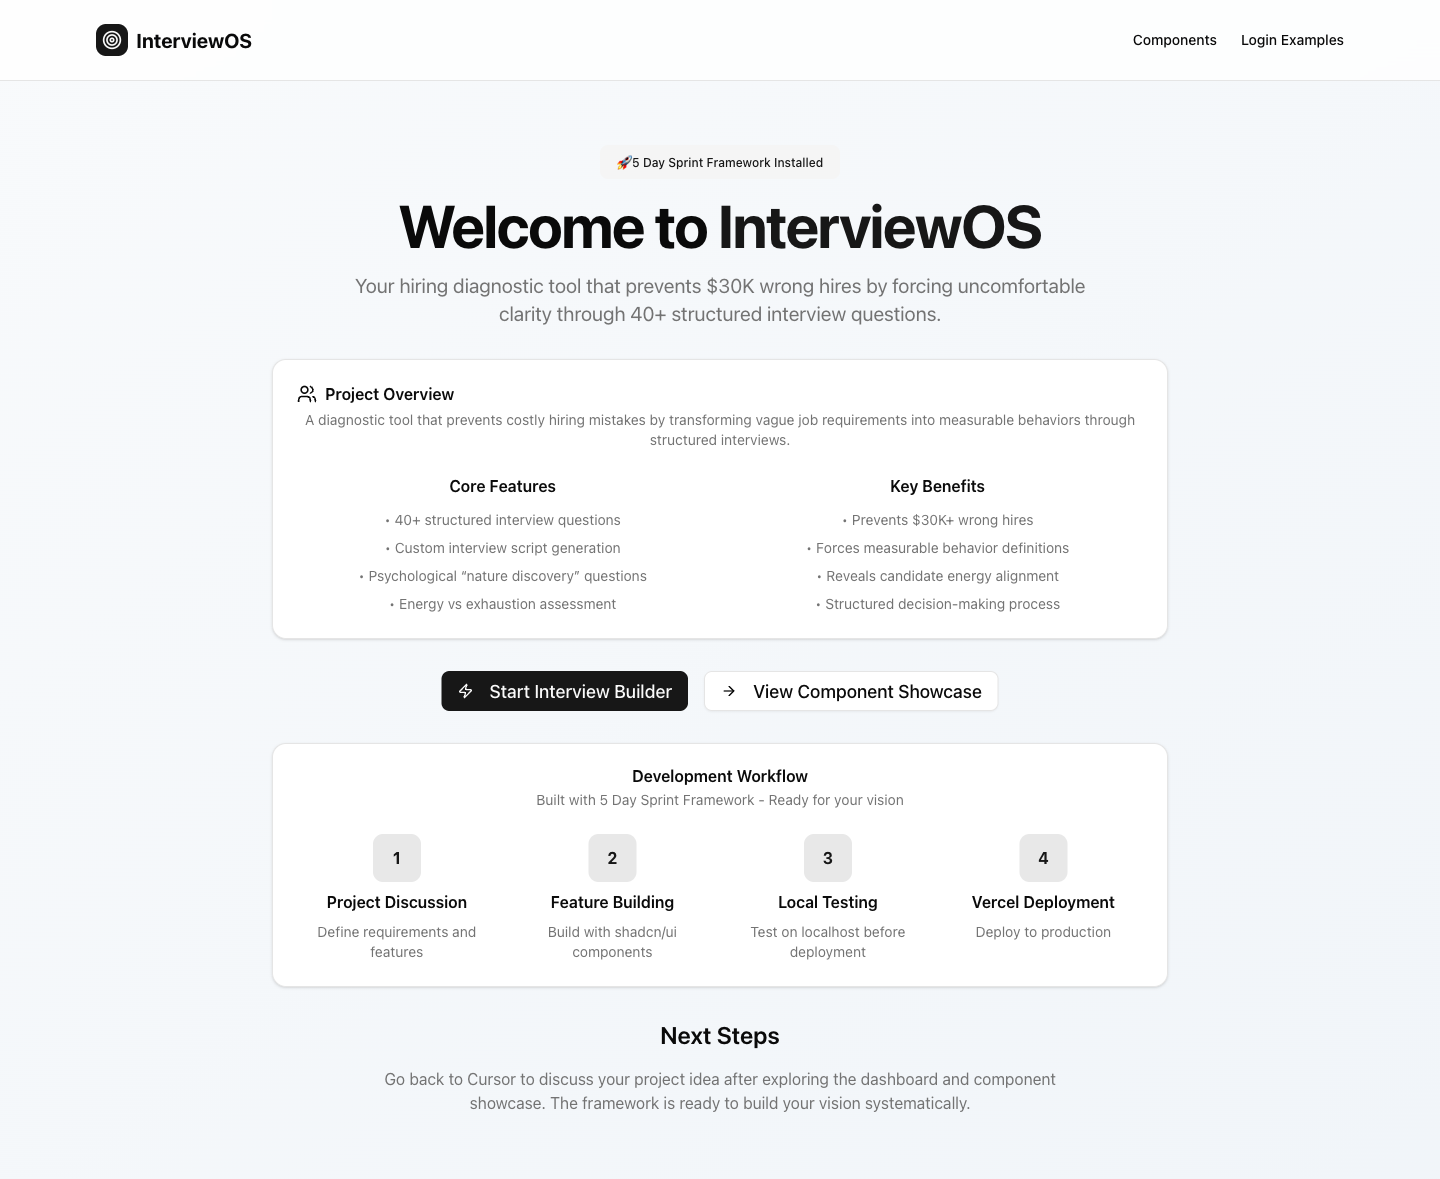 InterviewOS
Components
Login Examples
🚀5 Day Sprint Framework Installed
Welcome to InterviewOS
Your hiring diagnostic tool that prevents $30K wrong hires by forcing uncomfortable
clarity through 40+ structured interview questions.
Project Overview
A diagnostic tool that prevents costly hiring mistakes by transforming vague job requirements into measurable behaviors through
structured interviews.
Core Features
• 40+ structured interview questions
• Custom interview script generation
• Psychological “nature discovery” questions
• Energy vs exhaustion assessment
Key Benefits
• Prevents $30K+ wrong hires
• Forces measurable behavior definitions
• Reveals candidate energy alignment
• Structured decision-making process
Start Interview Builder
View Component Showcase
Development Workflow
Built with 5 Day Sprint Framework - Ready for your vision
1
Project Discussion
Define requirements and
features
2
Feature Building
Build with shadcn/ui
components
3
Local Testing
Test on localhost before
deployment
4
Vercel Deployment
Deploy to production
Next Steps
Go back to Cursor to discuss your project idea after exploring the dashboard and component
showcase. The framework is ready to build your vision systematically.